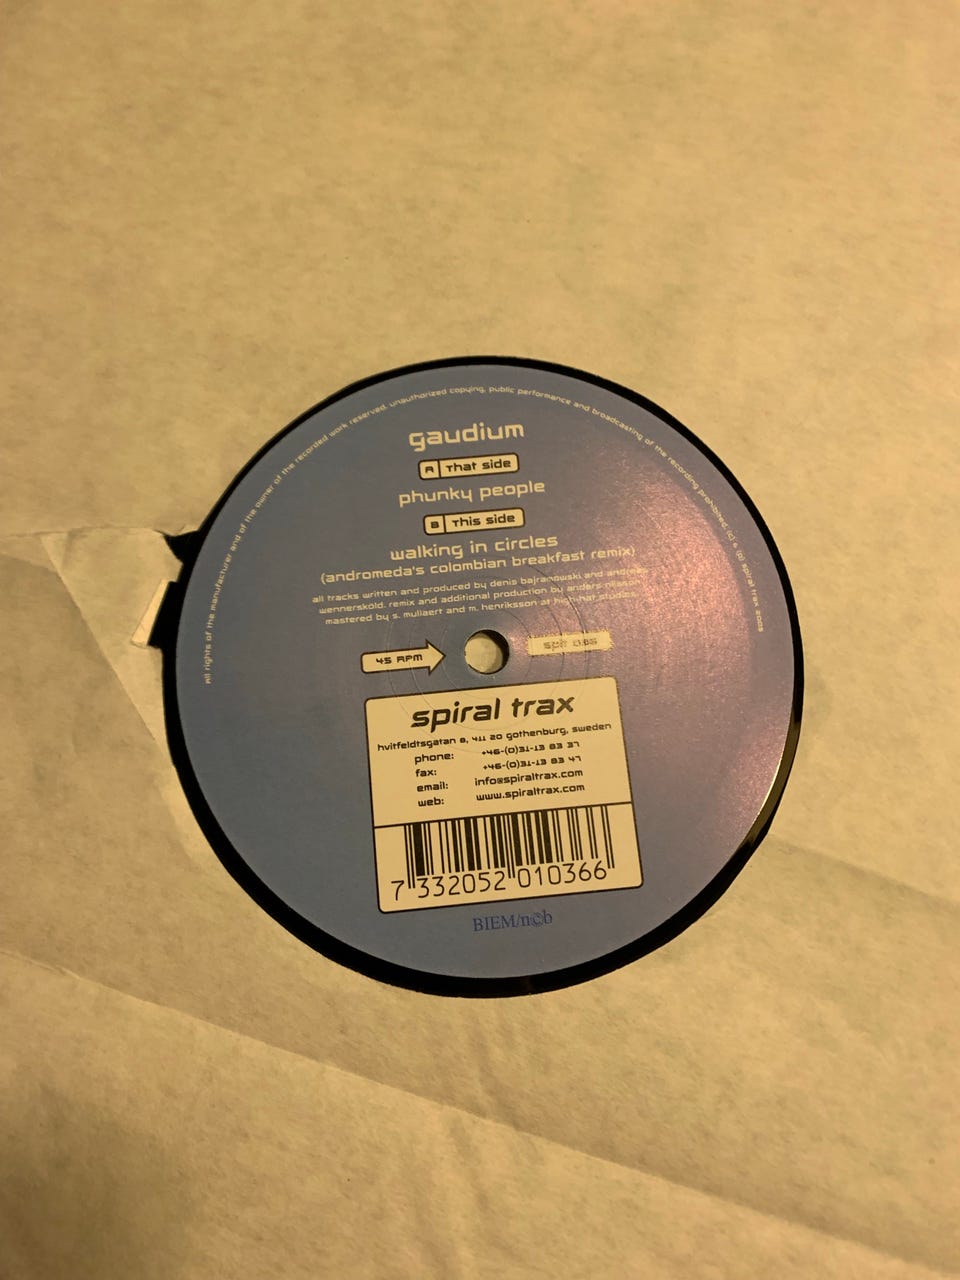 All rights of the manufacturer and of the owner of the recorded work reserved. unauthorized copying, public performance and broadcasting of the recording prohibited. (c) & (p) spiral trax 2005
gaudium
A That side
phunky people
B This side
walking in circles
(andromeda's colombian breakfast remix)
all tracks written and produced by denis bajramowski and andreas
wennersköld. remix and additional production by anders nilsson.
mastered by s. mullaert and m. henriksson at high-hat studios.
45 RPM
spiral trax
hvitfeldtsgatan 8, 411 20 gothenburg, sweden
phone: +46-(0)31-13 83 37
fax: +46-(0)31-13 83 47
email: info@spiraltrax.com
web: www.spiraltrax.com
7 332052 010366
BIEM/n©b